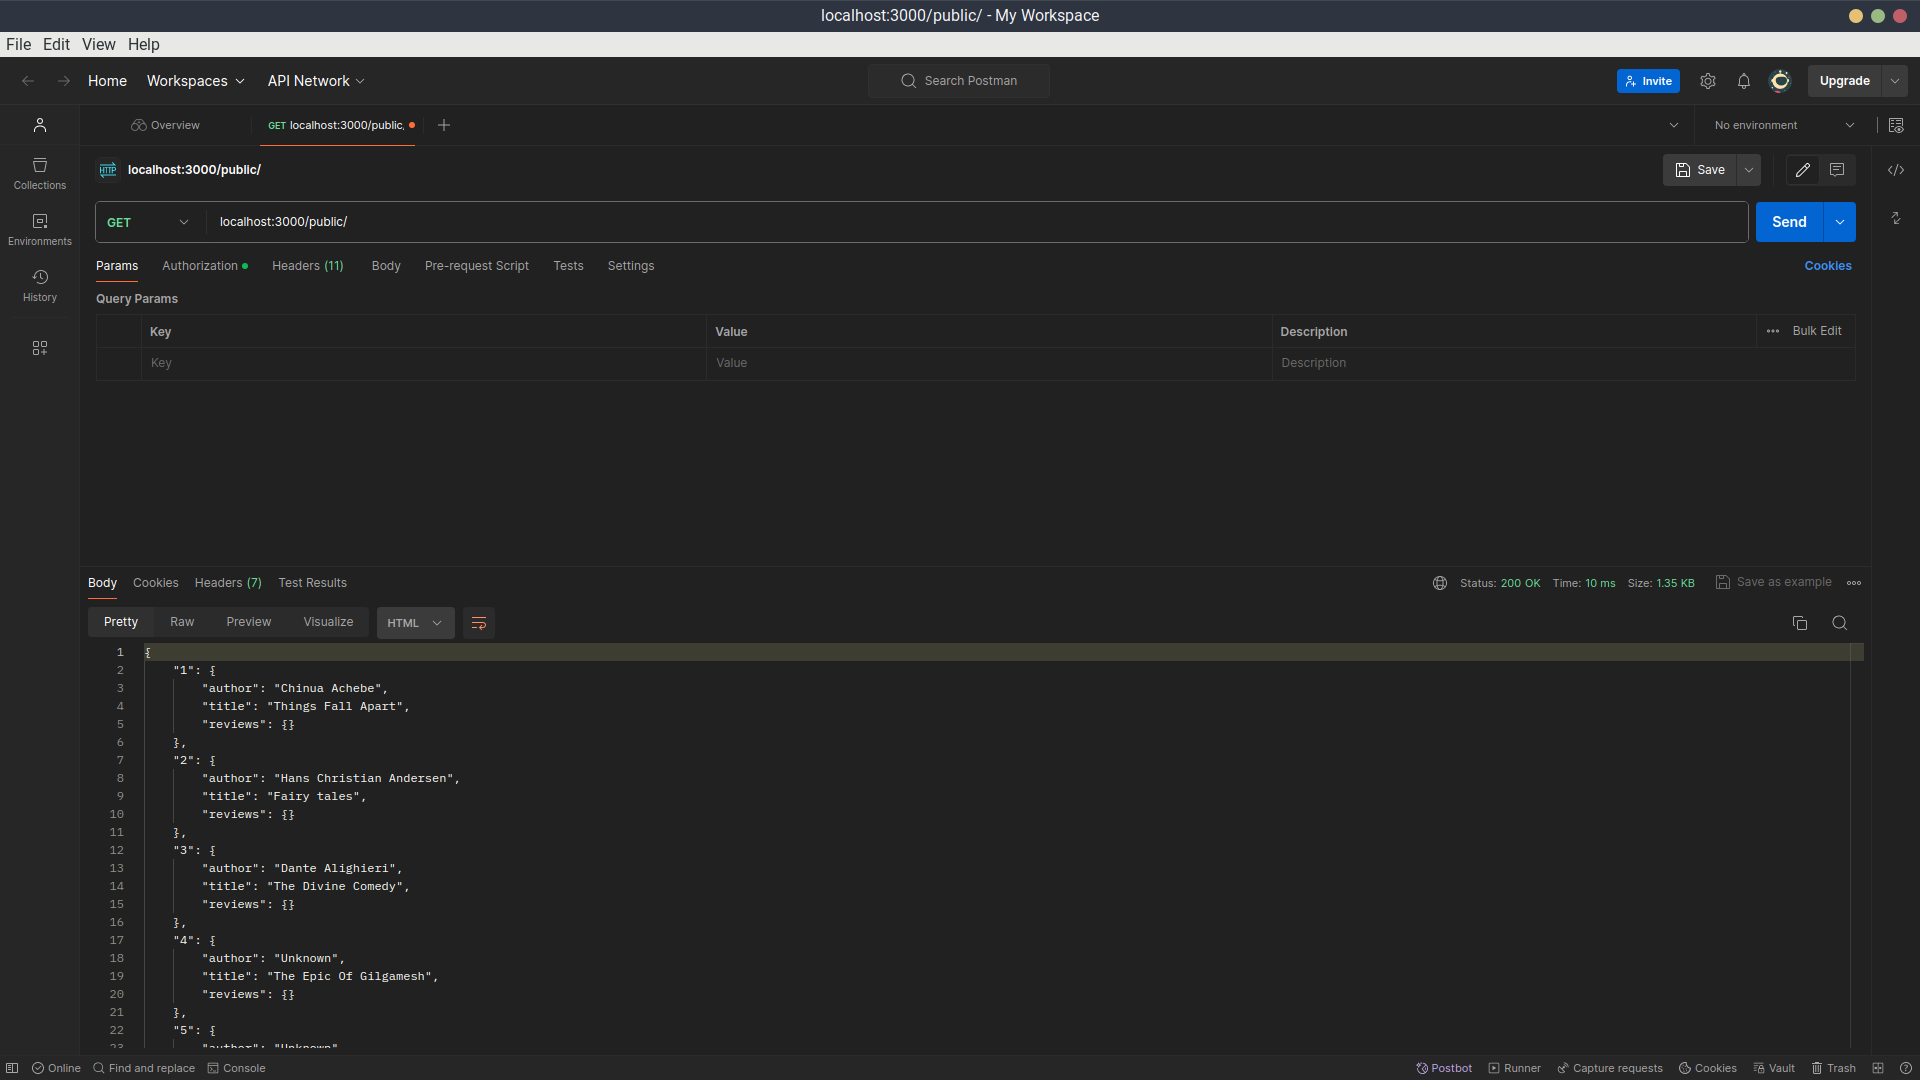 localhost:3000/public/ - My Workspace
File Edit View Help
Home Workspaces API Network Search Postman Invite Upgrade
Overview GET localhost:3000/public, No environment
HTTP localhost:3000/public/ Save
GET localhost:3000/public/ Send
Params Authorization Headers (11) Body Pre-request Script Tests Settings Cookies
Query Params
Key Value Description Bulk Edit
Key Value Description
Collections
Environments
History
Body Cookies Headers (7) Test Results Status: 200 OK Time: 10 ms Size: 1.35 KB Save as example
Pretty Raw Preview Visualize HTML
1 {
2 "1": {
3 "author": "Chinua Achebe",
4 "title": "Things Fall Apart",
5 "reviews": {}
6 },
7 "2": {
8 "author": "Hans Christian Andersen",
9 "title": "Fairy tales",
10 "reviews": {}
11 },
12 "3": {
13 "author": "Dante Alighieri",
14 "title": "The Divine Comedy",
15 "reviews": {}
16 },
17 "4": {
18 "author": "Unknown",
19 "title": "The Epic Of Gilgamesh",
20 "reviews": {}
21 },
22 "5": {
23 "author": "Unknown"
Online Find and replace Console Postbot Runner Capture requests Cookies Vault Trash